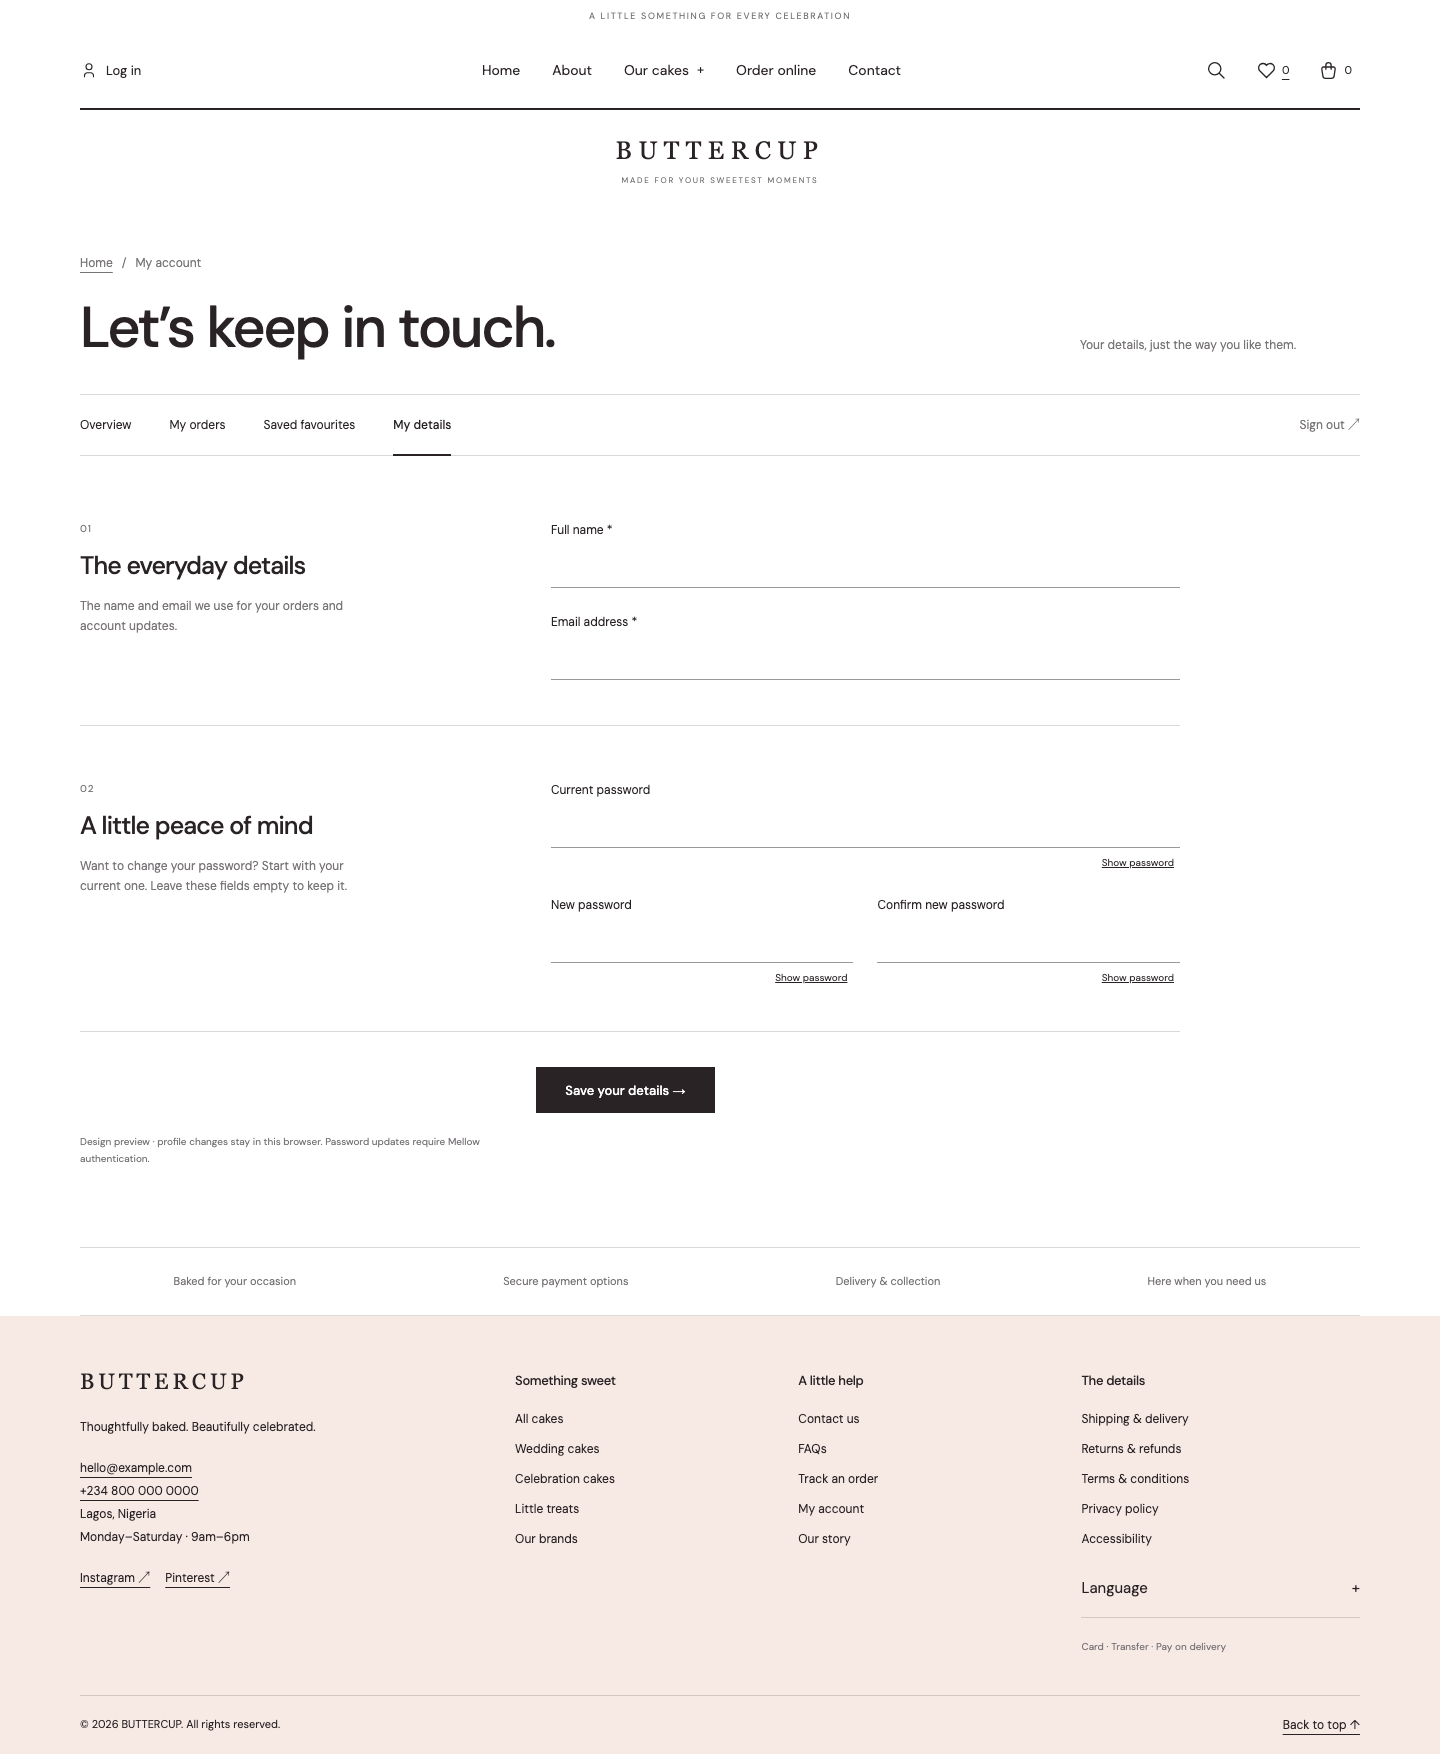 A LITTLE SOMETHING FOR EVERY CELEBRATION
Log in
Home About Our cakes + Order online Contact
0 0
BUTTERCUP
MADE FOR YOUR SWEETEST MOMENTS
Home / My account
Let’s keep in touch.
Your details, just the way you like them.
Overview My orders Saved favourites My details Sign out ↗
01
The everyday details
The name and email we use for your orders and
account updates.
Full name *
Email address *
02
A little peace of mind
Want to change your password? Start with your
current one. Leave these fields empty to keep it.
Current password
Show password
New password
Show password
Confirm new password
Show password
Save your details →
Design preview · profile changes stay in this browser. Password updates require Mellow
authentication.
Baked for your occasion
Secure payment options
Delivery & collection
Here when you need us
BUTTERCUP
Thoughtfully baked. Beautifully celebrated.
hello@example.com
+234 800 000 0000
Lagos, Nigeria
Monday–Saturday · 9am–6pm
Instagram ↗ Pinterest ↗
Something sweet
All cakes
Wedding cakes
Celebration cakes
Little treats
Our brands
A little help
Contact us
FAQs
Track an order
My account
Our story
The details
Shipping & delivery
Returns & refunds
Terms & conditions
Privacy policy
Accessibility
Language +
Card · Transfer · Pay on delivery
© 2026 BUTTERCUP. All rights reserved.
Back to top ↑